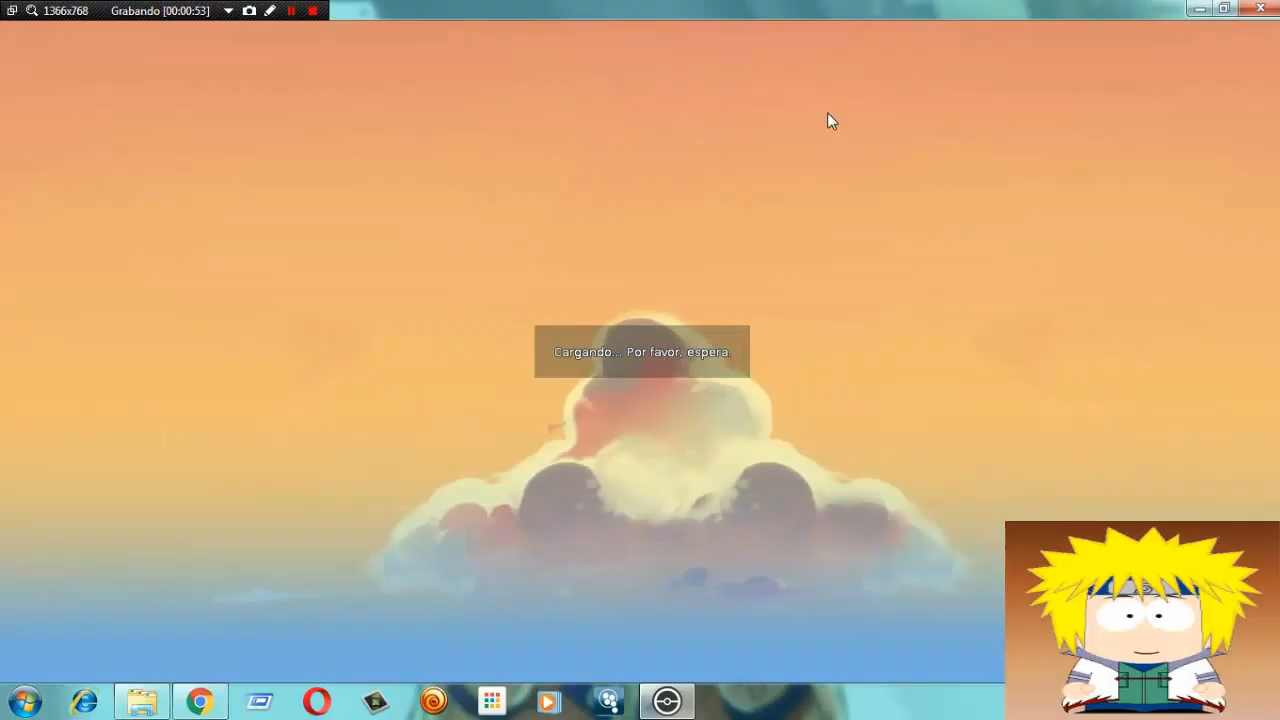 1366x768 Grabando [00:00:53]
Cargando... Por favor, espera.